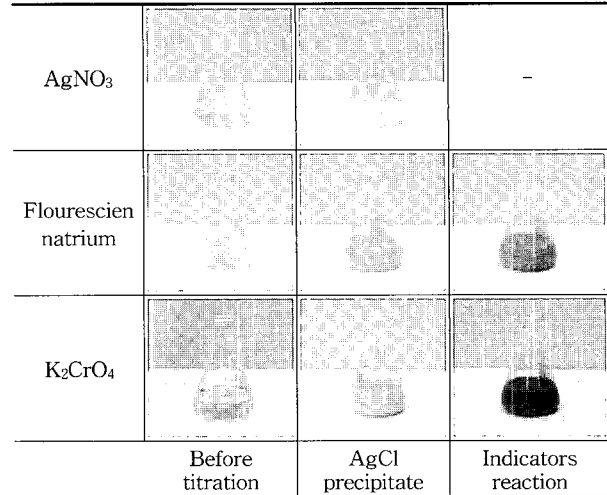 AgNO₃
–
Flourescien
natrium
K₂CrO₄
Before
titration
AgCl
precipitate
Indicators
reaction